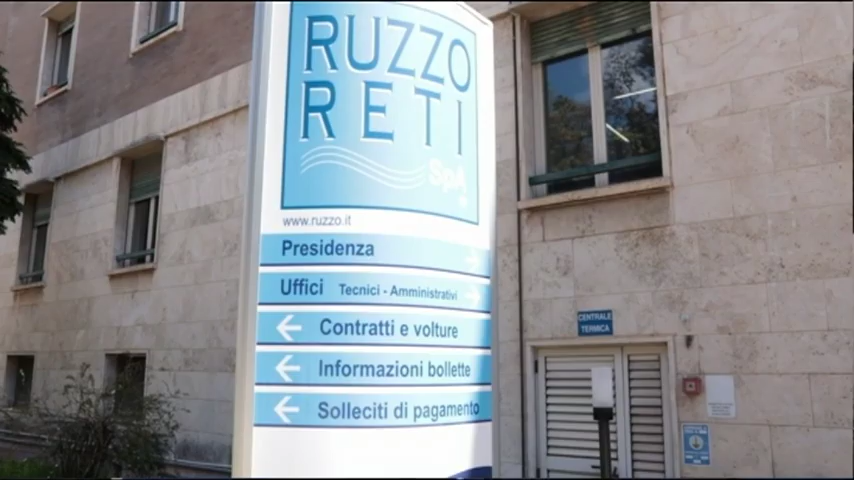 RUZZO
RETI
SpA
www.ruzzo.it
Presidenza
Uffici Tecnici - Amministrativi
Contratti e volture
Informazioni bollette
Solleciti di pagamento
CENTRALE
TERMICA